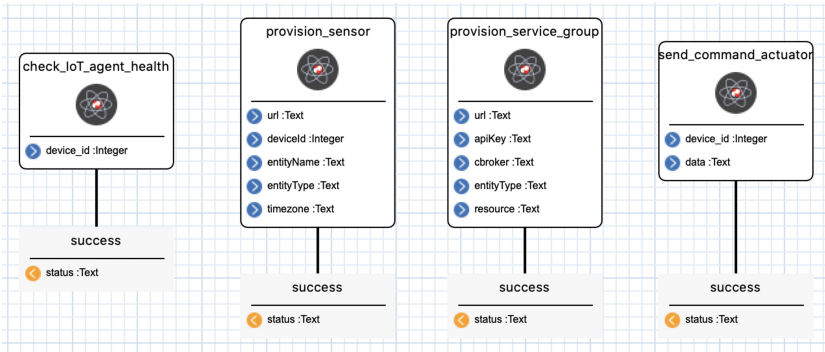 check_IoT_agent_health
device_id :Integer
success
status :Text
provision_sensor
url :Text
deviceId :Integer
entityName :Text
entityType :Text
timezone :Text
success
status :Text
provision_service_group
url :Text
apiKey :Text
cbroker :Text
entityType :Text
resource :Text
success
status :Text
send_command_actuator
device_id :Integer
data :Text
success
status :Text